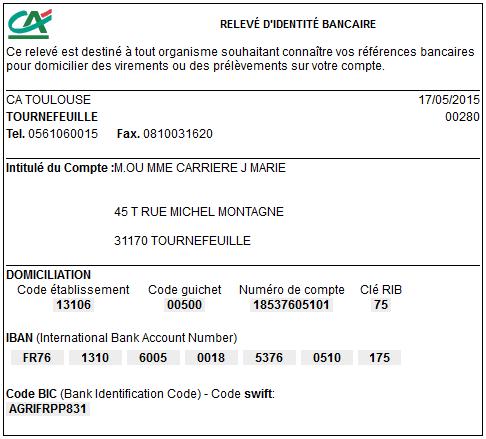 CA
RELEVÉ D'IDENTITÉ BANCAIRE
Ce relevé est destiné à tout organisme souhaitant connaître vos références bancaires
pour domicilier des virements ou des prélèvements sur votre compte.
CA TOULOUSE 17/05/2015
TOURNEFEUILLE 00280
Tel. 0561060015 Fax. 0810031620
Intitulé du Compte :M.OU MME CARRIERE J MARIE
45 T RUE MICHEL MONTAGNE
31170 TOURNEFEUILLE
DOMICILIATION
Code établissement Code guichet Numéro de compte Clé RIB
13106 00500 18537605101 75
IBAN (International Bank Account Number)
FR76 1310 6005 0018 5376 0510 175
Code BIC (Bank Identification Code) - Code swift:
AGRIFRPP831